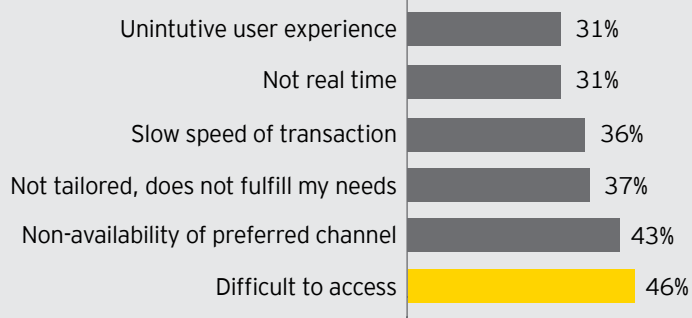 Unintutive user experience 31%
Not real time 31%
Slow speed of transaction 36%
Not tailored, does not fulfill my needs 37%
Non-availability of preferred channel 43%
Difficult to access 46%